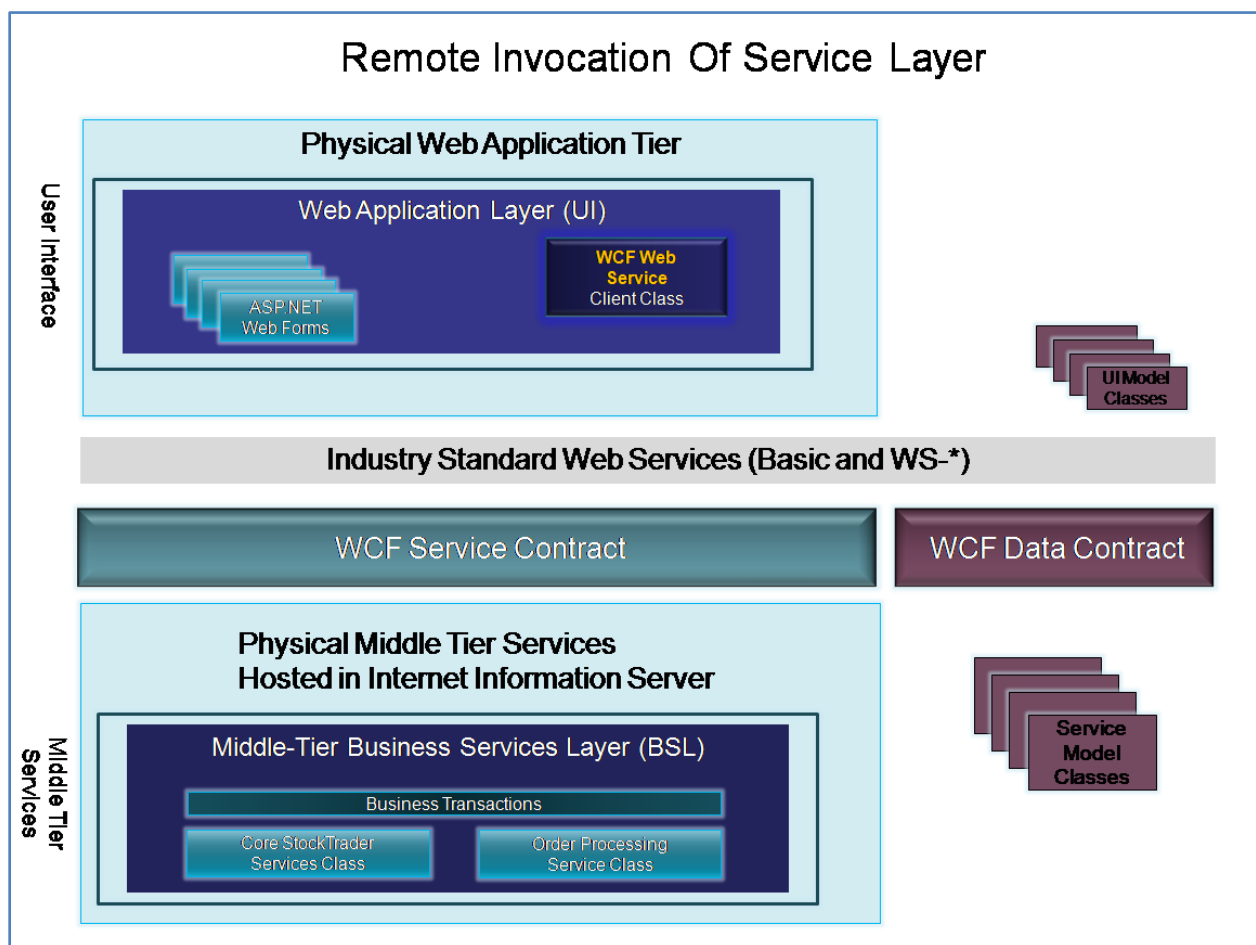 Remote Invocation Of Service Layer
Physical Web Application Tier
User Interface
Web Application Layer (UI)
WCF Web
Service
Client Class
ASP.NET
Web Forms
UI Model
Classes
Industry Standard Web Services (Basic and WS-*)
WCF Service Contract
WCF Data Contract
Physical Middle Tier Services
Hosted in Internet Information Server
Middle Tier
Services
Middle-Tier Business Services Layer (BSL)
Business Transactions
Core StockTrader
Services Class
Order Processing
Service Class
Service
Model
Classes